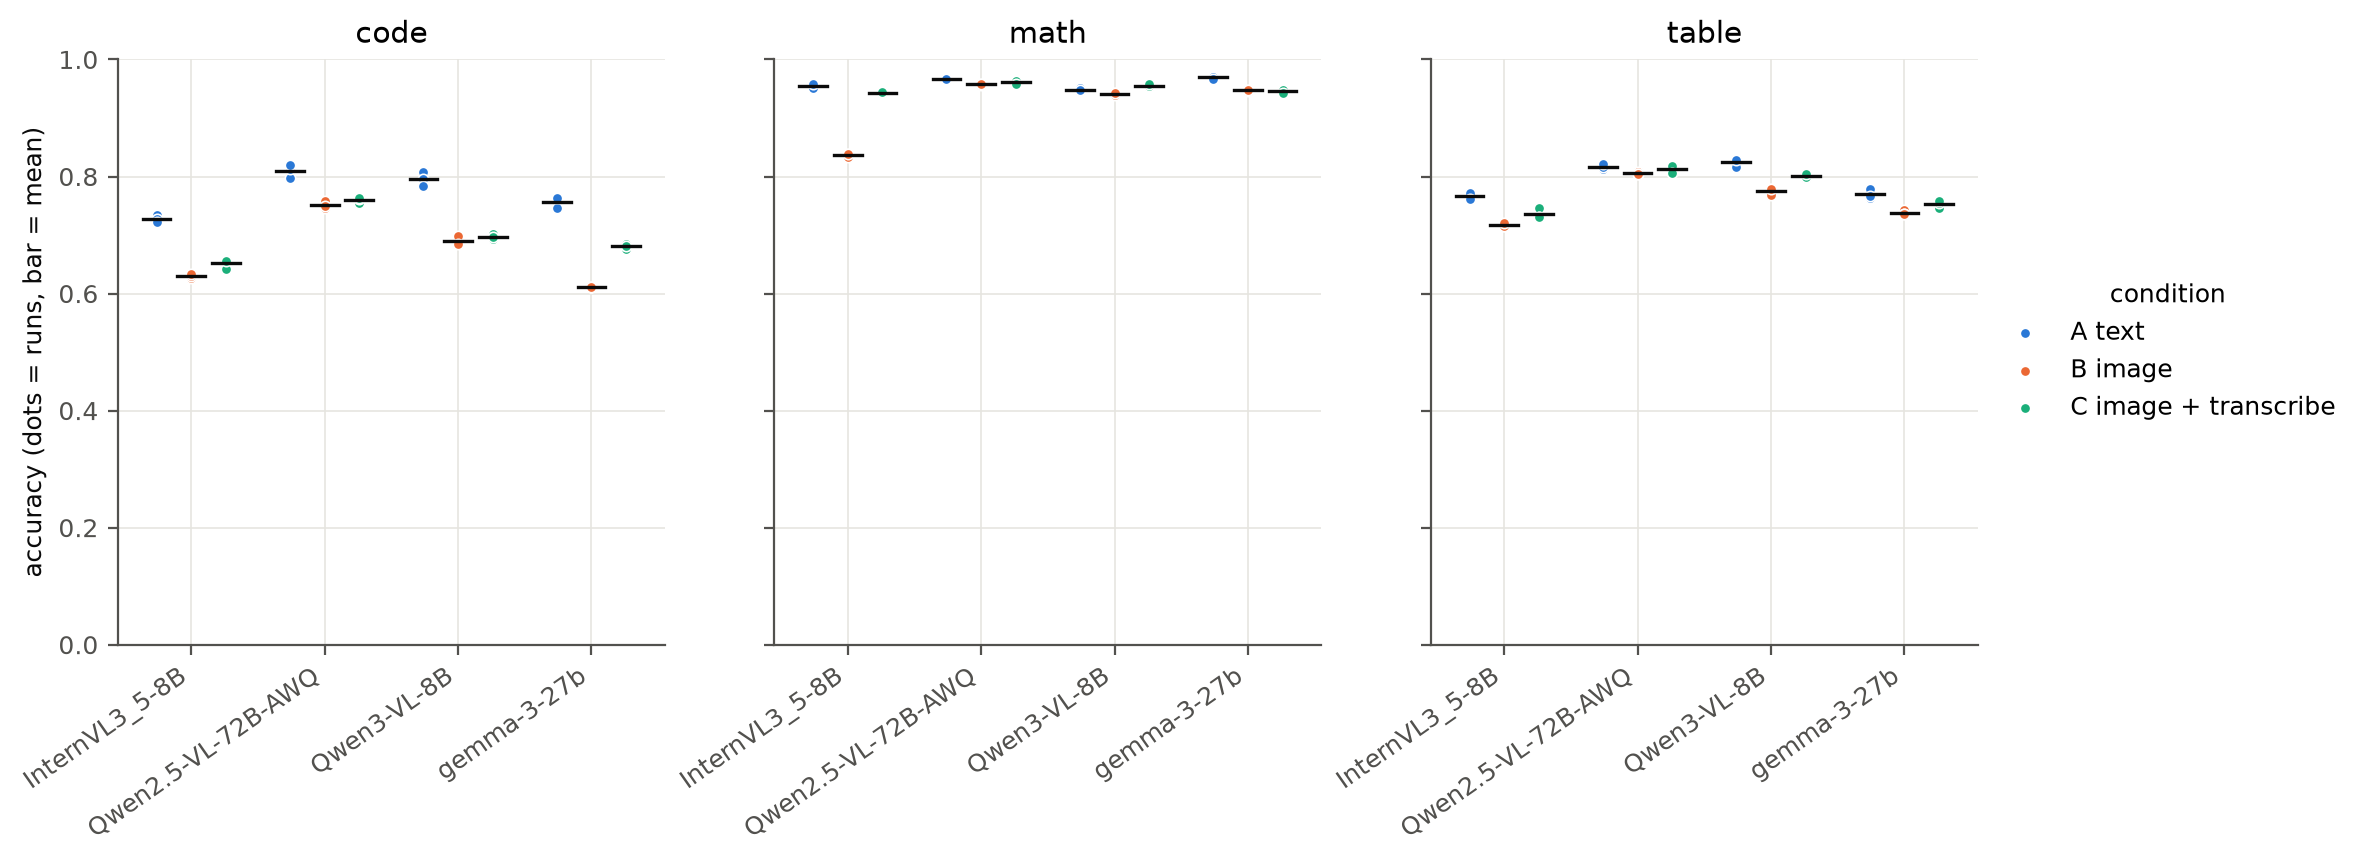 code
math
table
accuracy (dots = runs, bar = mean)
1.0
0.8
0.6
0.4
0.2
0.0
InternVL3_5-8B
Qwen2.5-VL-72B-AWQ
Qwen3-VL-8B
gemma-3-27b
InternVL3_5-8B
Qwen2.5-VL-72B-AWQ
Qwen3-VL-8B
gemma-3-27b
InternVL3_5-8B
Qwen2.5-VL-72B-AWQ
Qwen3-VL-8B
gemma-3-27b
condition
A text
B image
C image + transcribe